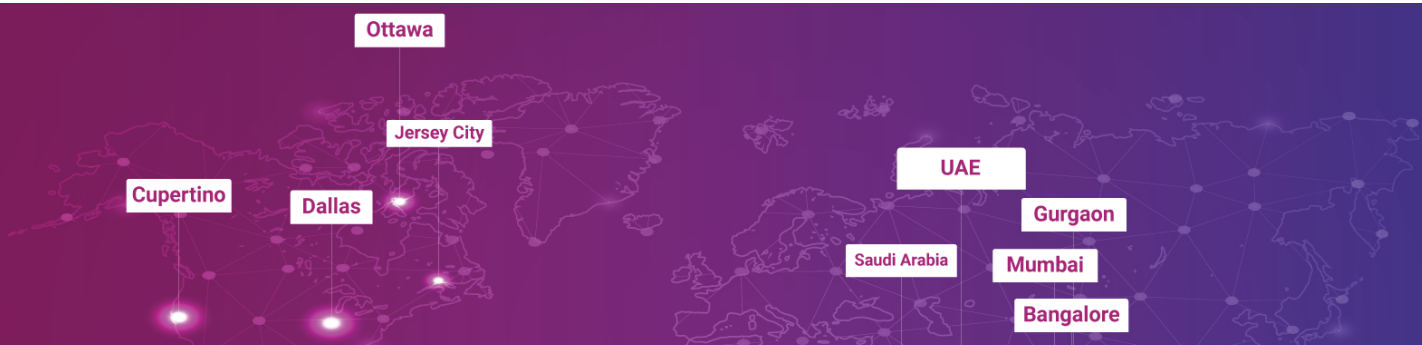 Ottawa
Jersey City
Cupertino
Dallas
UAE
Gurgaon
Saudi Arabia
Mumbai
Bangalore